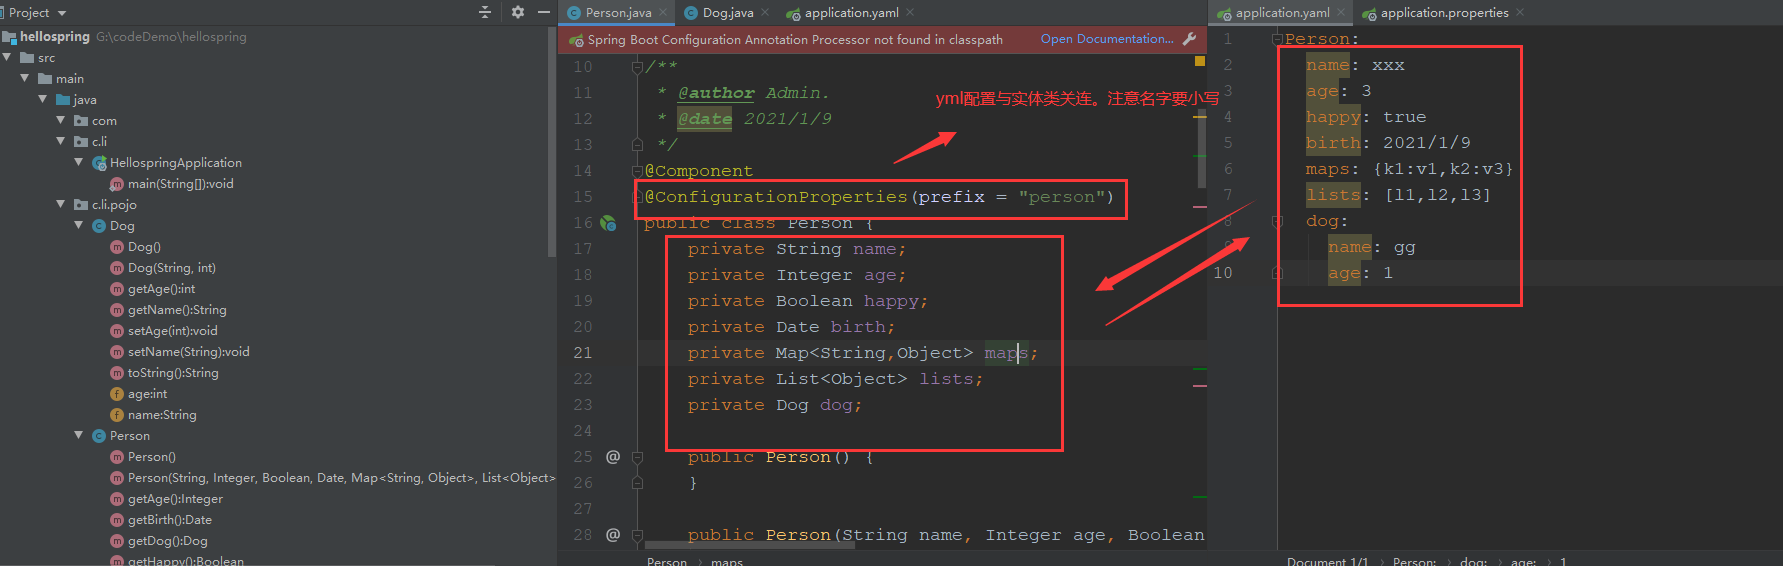 Project
hellospring G:\codeDemo\hellospring
src
main
java
com
c.li
HellospringApplication
main(String[]):void
c.li.pojo
Dog
Dog()
Dog(String, int)
getAge():int
getName():String
setAge(int):void
setName(String):void
toString():String
age:int
name:String
Person
Person()
Person(String, Integer, Boolean, Date, Map<String, Object>, List<Object>
getAge():Integer
getBirth():Date
getDog():Dog
getHappy():Boolean
Person.java
Dog.java
application.yaml
Spring Boot Configuration Annotation Processor not found in classpath
Open Documentation...
10 /**
11 * @author Admin.
12 * @date 2021/1/9
13 */
14 @Component
15 @ConfigurationProperties(prefix = "person")
16 public class Person {
17 private String name;
18 private Integer age;
19 private Boolean happy;
20 private Date birth;
21 private Map<String,Object> maps;
22 private List<Object> lists;
23 private Dog dog;
24
25 @ public Person() {
26 }
27
28 @ public Person(String name, Integer age, Boolean
yml配置与实体类关连。注意名字要小写
Person maps
application.yaml
application.properties
1 Person:
2 name: xxx
3 age: 3
4 happy: true
5 birth: 2021/1/9
6 maps: {k1:v1,k2:v3}
7 lists: [l1,l2,l3]
8 dog:
9 name: gg
10 age: 1
Document 1/1 Person: dog: age: 1